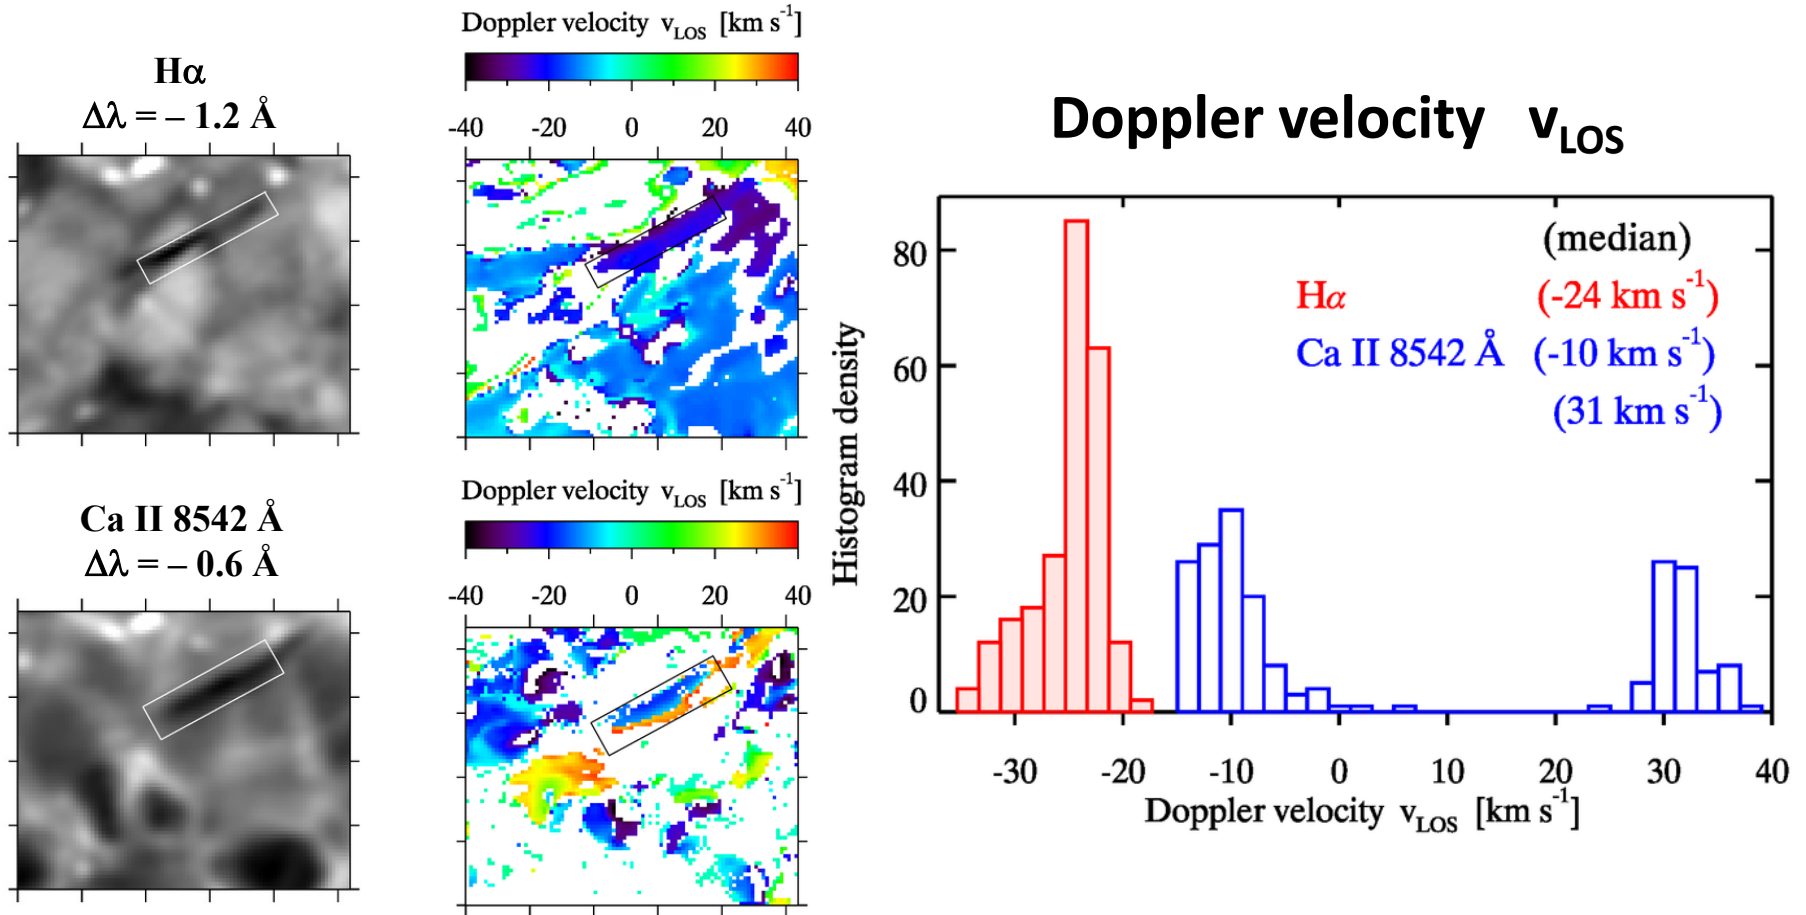 Hα
Δλ = – 1.2 Å
Doppler velocity v_LOS [km s⁻¹]
-40 -20 0 20 40
Ca II 8542 Å
Δλ = – 0.6 Å
Doppler velocity v_LOS [km s⁻¹]
-40 -20 0 20 40
Doppler velocity v_LOS
Histogram density
80
60
40
20
0
(median)
Hα (-24 km s⁻¹)
Ca II 8542 Å (-10 km s⁻¹)
(31 km s⁻¹)
-30 -20 -10 0 10 20 30 40
Doppler velocity v_LOS [km s⁻¹]